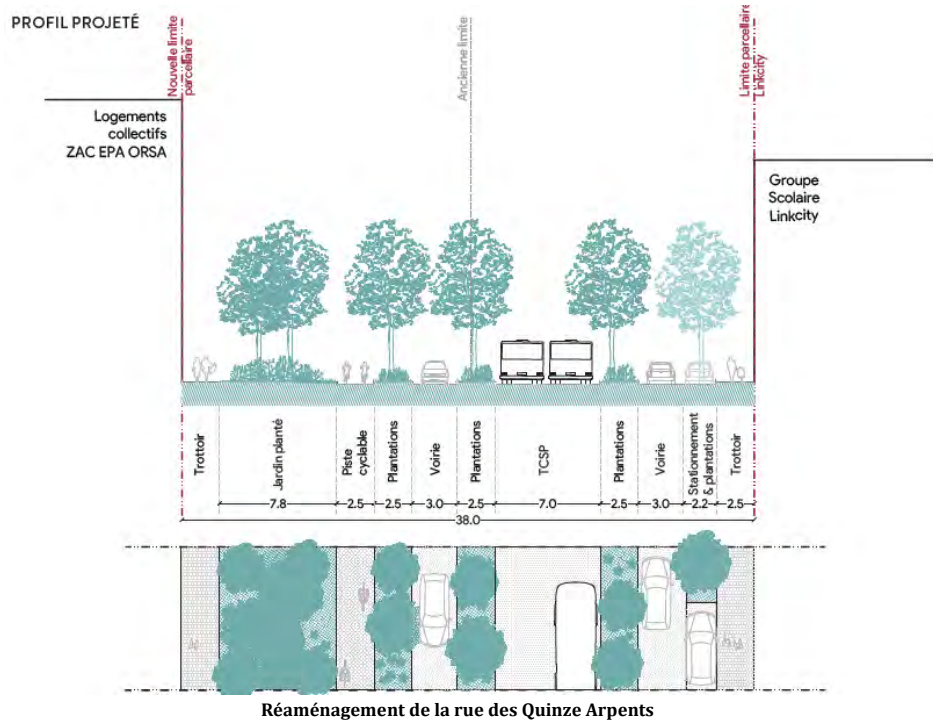 PROFIL PROJETÉ
Nouvelle limite
parcellaire
Ancienne limite
Limite parcellaire
Linkcity
Logements
collectifs
ZAC EPA ORSA
Groupe
Scolaire
Linkcity
Trottoir
Jardin planté
Piste
cyclable
Plantations
Voirie
Plantations
TCSP
Plantations
Voirie
Stationnement
& plantations
Trottoir
7.8
2.5
2.5
3.0
2.5
7.0
2.5
3.0
2.2
2.5
38.0
Réaménagement de la rue des Quinze Arpents